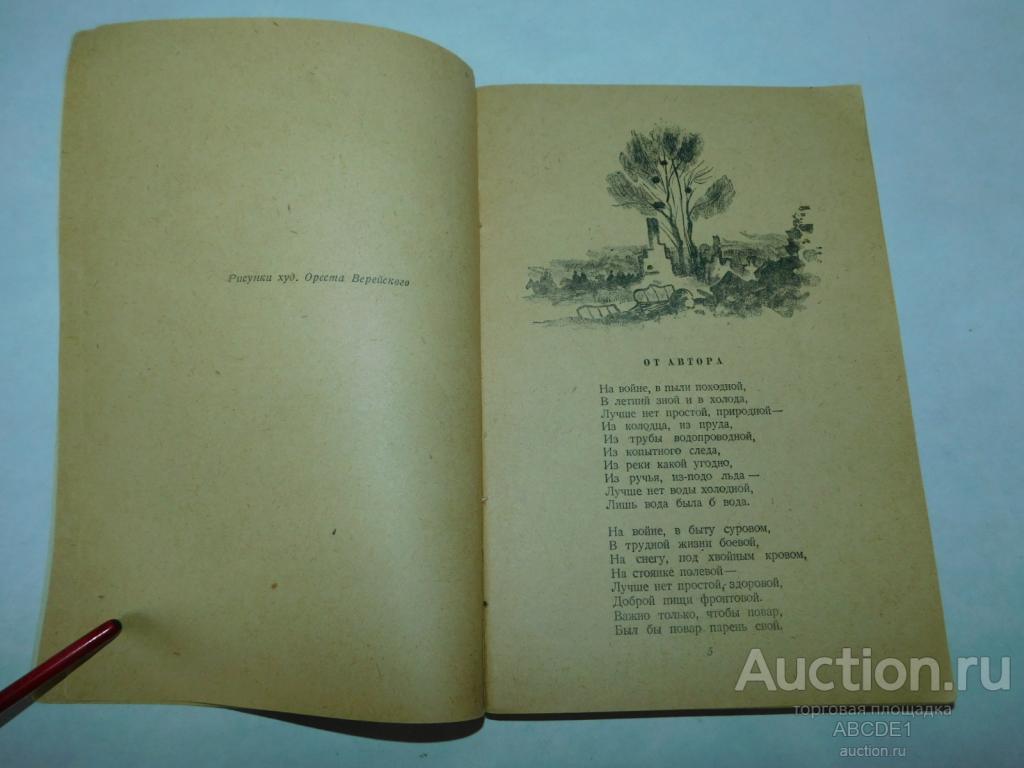 Рисунки худ. Ореста Верейского
ОТ АВТОРА
На войне, в пыли походной,
В летний зной и в холода,
Лучше нет простой, природной—
Из колодца, из пруда,
Из трубы водопроводной,
Из копытного следа,
Из реки какой угодно,
Из ручья, из-подо льда —
Лучше нет воды холодной,
Лишь вода была б вода.
На войне, в быту суровом,
В трудной жизни боевой,
На снегу, под хвойным кровом,
На стоянке полевой—
Лучше нет простой, здоровой,
Доброй пищи фронтовой.
Важно только, чтобы повар,
Был бы повар парень свой.
5
Auction.ru
торговая площадка
ABCDE1
auction.ru